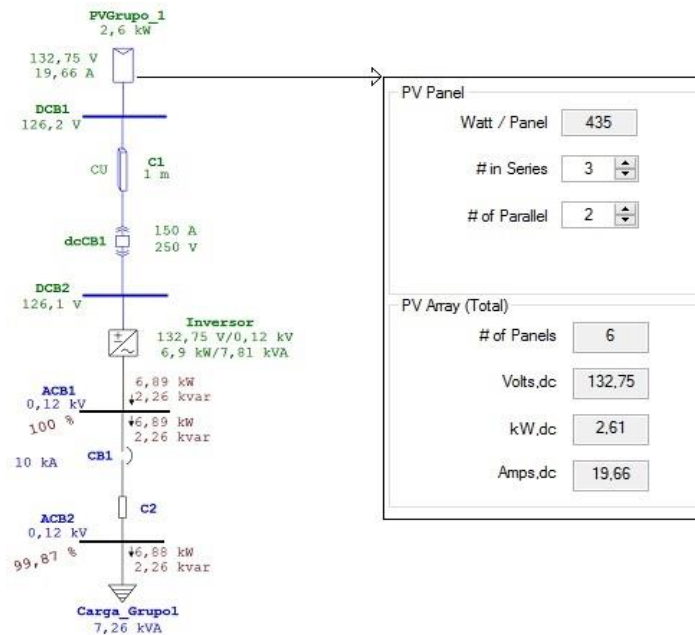 PVGrupo_1
2,6 kW
132,75 V
19,66 A
DCB1
126,2 V
CU
C1
1 m
dcCB1
150 A
250 V
DCB2
126,1 V
Inversor
132,75 V/0,12 kV
6,9 kW/7,81 kVA
ACB1
0,12 kV
100 %
6,89 kW
2,26 kvar
6,89 kW
2,26 kvar
10 kA
CB1
C2
ACB2
0,12 kV
99,87 %
6,88 kW
2,26 kvar
Carga_Grupo1
7,26 kVA
PV Panel
Watt / Panel 435
# in Series 3
# of Parallel 2
PV Array (Total)
# of Panels 6
Volts,dc 132,75
kW,dc 2,61
Amps,dc 19,66